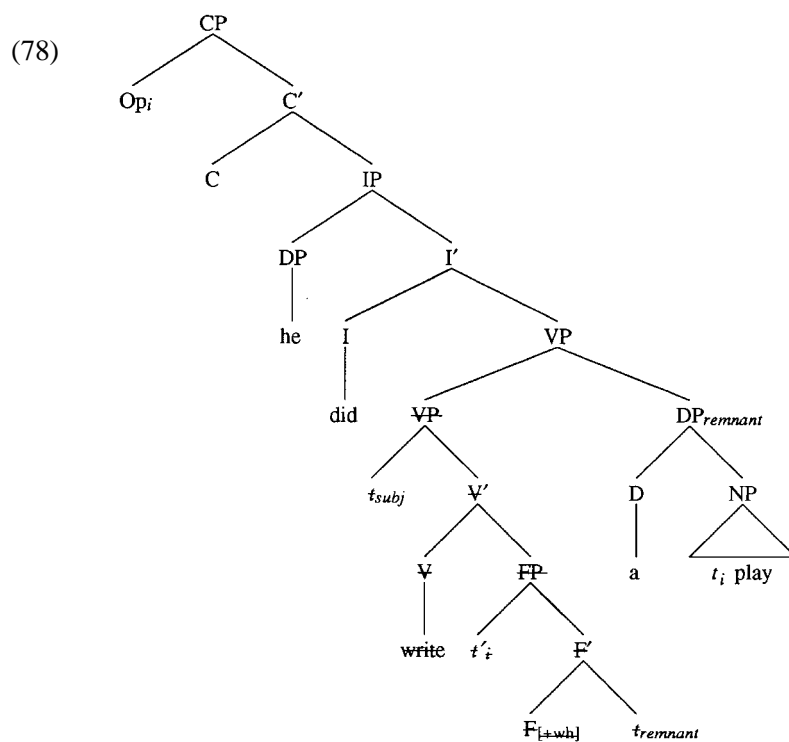 CP
(78)
Opi C′
C IP
DP I′
he I VP
did VP DPremnant
tsubj V′ D NP
V FP a ti play
write t′i F′
F[+wh] tremnant